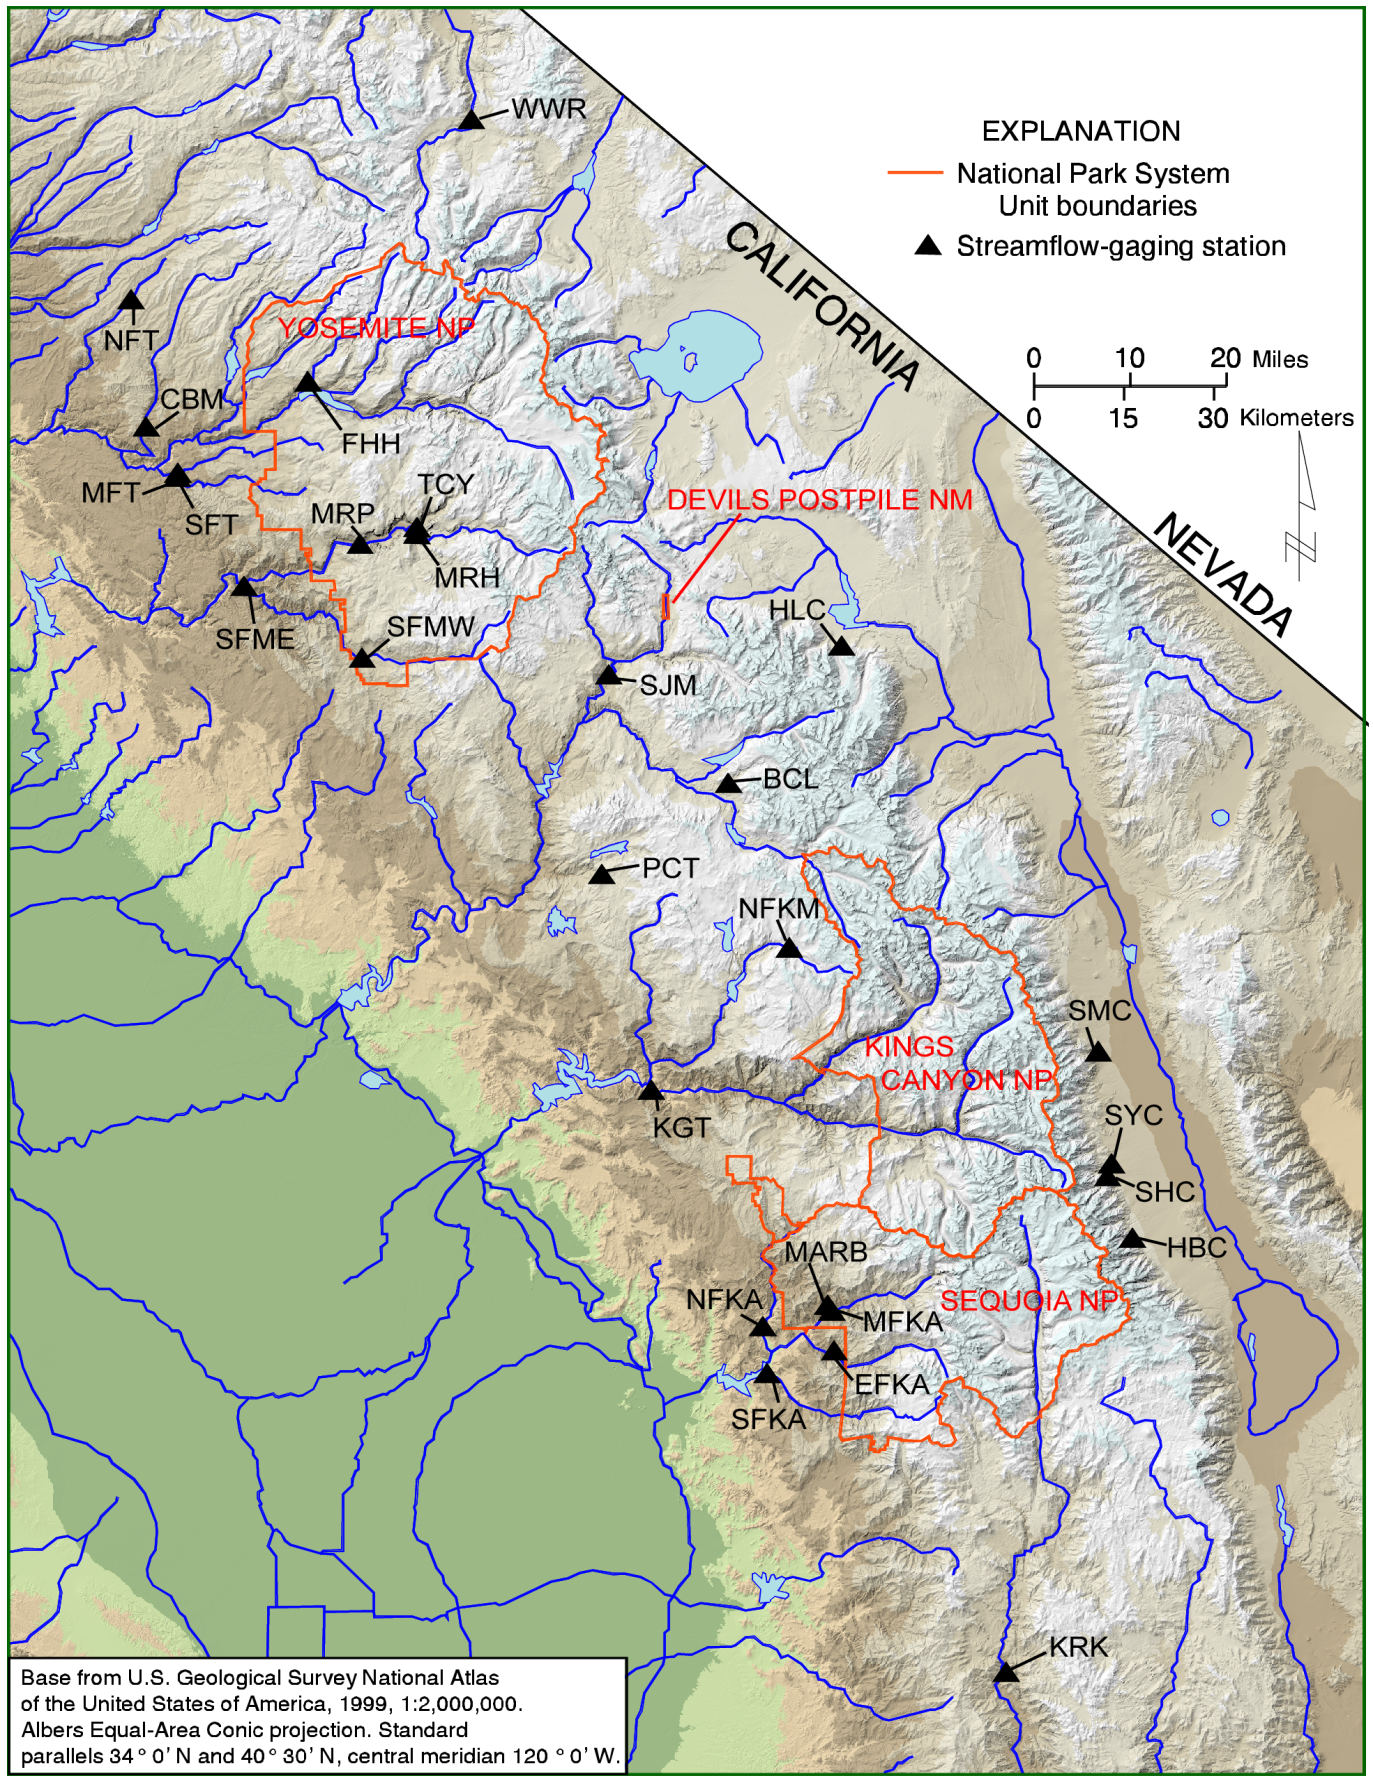 WWR
EXPLANATION
National Park System
Unit boundaries
Streamflow-gaging station
CALIFORNIA
NEVADA
0 10 20 Miles
0 15 30 Kilometers
N
NFT
YOSEMITE NP
CBM
FHH
MFT
SFT
TCY
MRP
MRH
DEVILS POSTPILE NM
SFME
SFMW
HLC
SJM
BCL
PCT
NFKM
SMC
KINGS
CANYON NP
KGT
SYC
SHC
HBC
MARB
NFKA
MFKA
SEQUOIA NP
EFKA
SFKA
KRK
Base from U.S. Geological Survey National Atlas
of the United States of America, 1999, 1:2,000,000.
Albers Equal-Area Conic projection. Standard
parallels 34° 0' N and 40° 30' N, central meridian 120 ° 0' W.